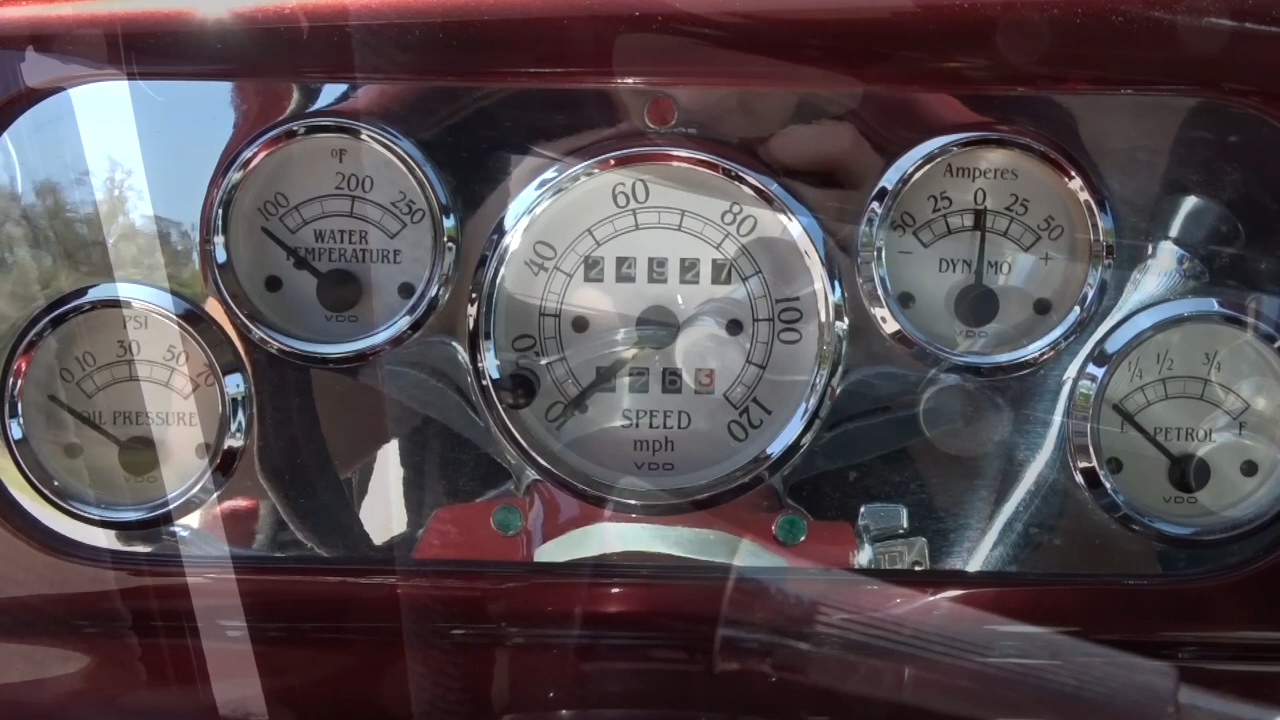 PSI
0 10 30 50 70
OIL PRESSURE
VDO
°F
100 200 250
WATER
TEMPERATURE
VDO
0 20 40 60 80 100 120
24927
763
SPEED
mph
VDO
Amperes
50 25 0 25 50
- +
DYNAMO
VDO
1/4 1/2 3/4
F
PETROL
VDO